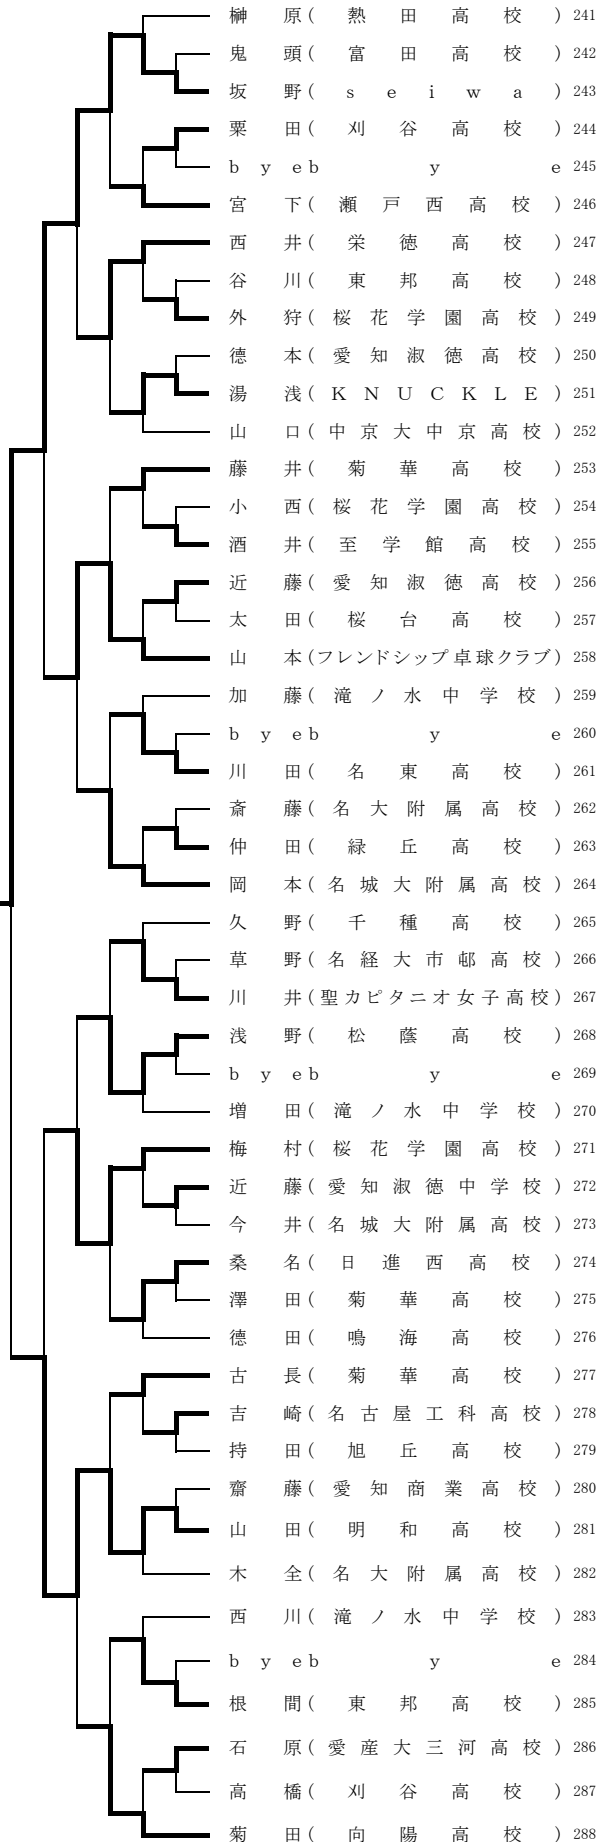 榊原(熱田高校) 241
鬼頭(富田高校) 242
坂野(seiwa) 243
粟田(刈谷高校) 244
byebye 245
宮下(瀬戸西高校) 246
西井(栄徳高校) 247
谷川(東邦高校) 248
外狩(桜花学園高校) 249
德本(愛知淑徳高校) 250
湯浅(KNUCKLE) 251
山口(中京大中京高校) 252
藤井(菊華高校) 253
小西(桜花学園高校) 254
酒井(至学館高校) 255
近藤(愛知淑徳高校) 256
太田(桜台高校) 257
山本(フレンドシップ卓球クラブ) 258
加藤(滝ノ水中学校) 259
byebye 260
川田(名東高校) 261
斎藤(名大附属高校) 262
仲田(緑丘高校) 263
岡本(名城大附属高校) 264
久野(千種高校) 265
草野(名経大市邨高校) 266
川井(聖カピタニオ女子高校) 267
浅野(松蔭高校) 268
byebye 269
増田(滝ノ水中学校) 270
梅村(桜花学園高校) 271
近藤(愛知淑徳中学校) 272
今井(名城大附属高校) 273
桑名(日進西高校) 274
澤田(菊華高校) 275
德田(鳴海高校) 276
古長(菊華高校) 277
吉崎(名古屋工科高校) 278
持田(旭丘高校) 279
齋藤(愛知商業高校) 280
山田(明和高校) 281
木全(名大附属高校) 282
西川(滝ノ水中学校) 283
byebye 284
根間(東邦高校) 285
石原(愛産大三河高校) 286
高橋(刈谷高校) 287
菊田(向陽高校) 288